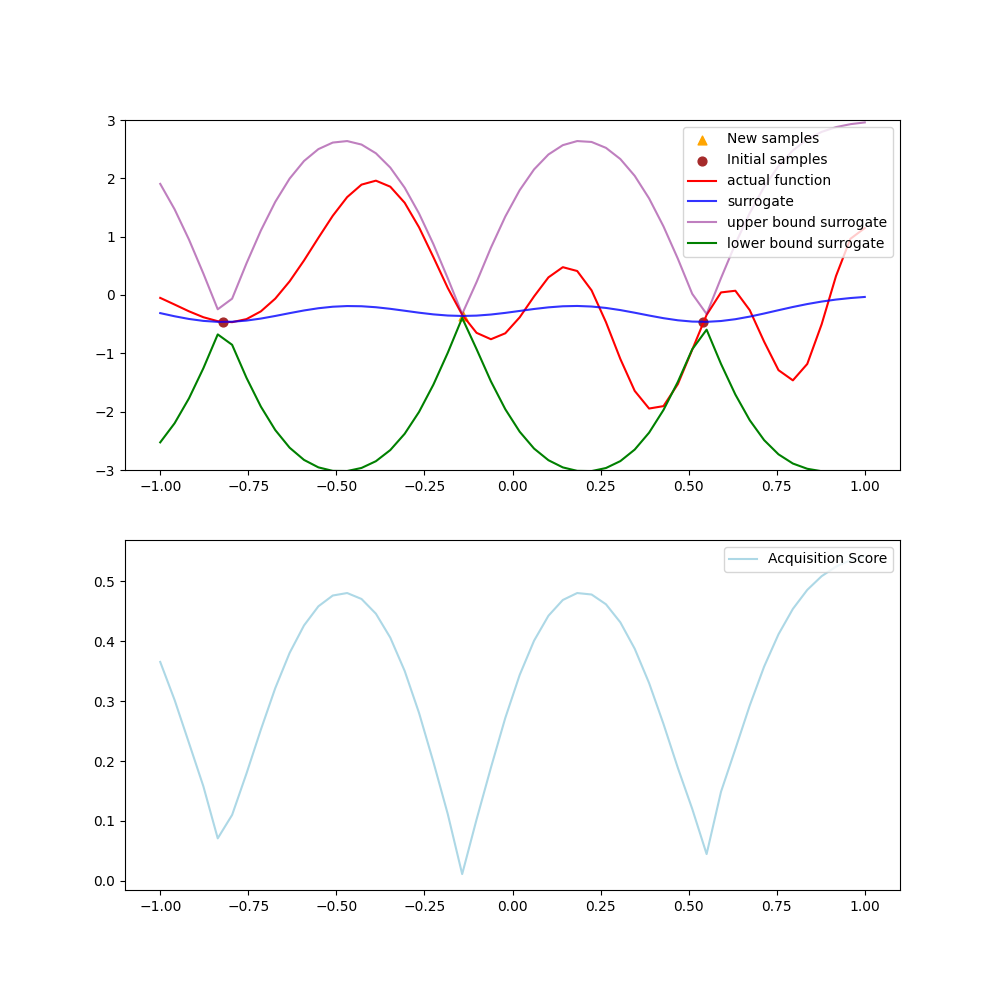 3
2
1
0
−1
−2
−3
New samples
Initial samples
actual function
surrogate
upper bound surrogate
lower bound surrogate
−1.00 −0.75 −0.50 −0.25 0.00 0.25 0.50 0.75 1.00
Acquisition Score
0.5
0.4
0.3
0.2
0.1
0.0
−1.00 −0.75 −0.50 −0.25 0.00 0.25 0.50 0.75 1.00